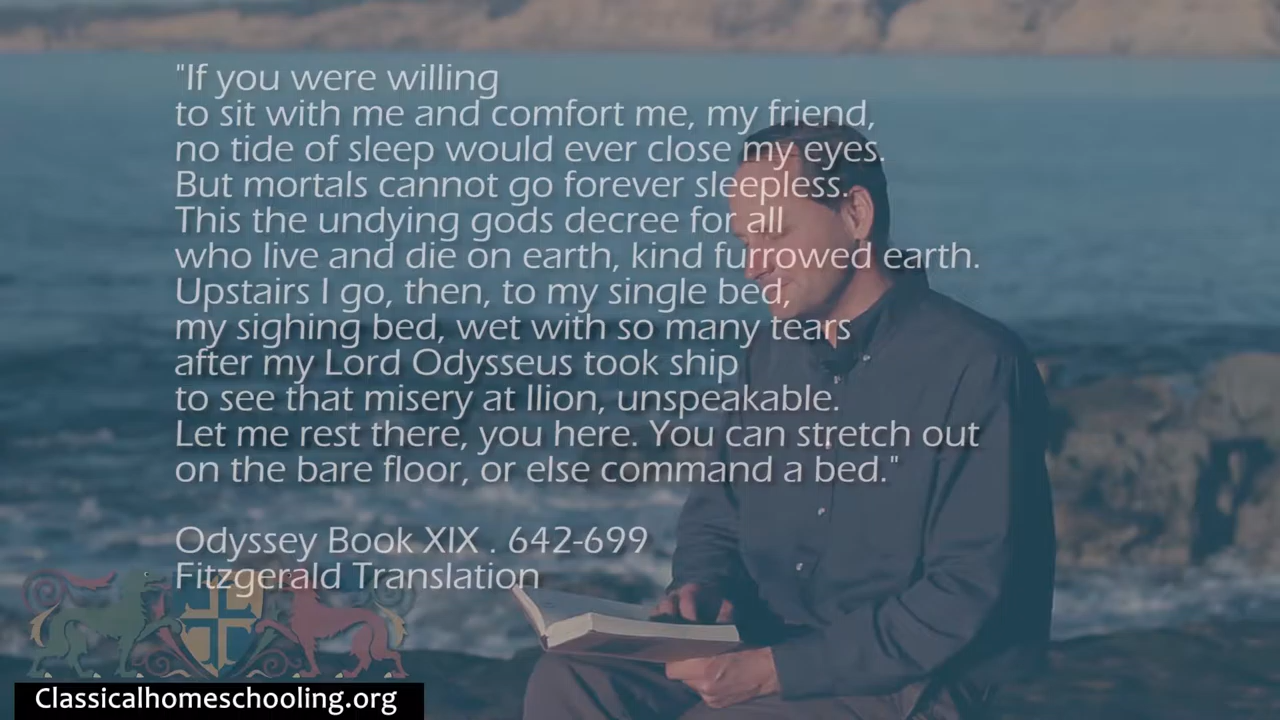 "If you were willing
to sit with me and comfort me, my friend,
no tide of sleep would ever close my eyes.
But mortals cannot go forever sleepless.
This the undying gods decree for all
who live and die on earth, kind furrowed earth.
Upstairs I go, then, to my single bed,
my sighing bed, wet with so many tears
after my Lord Odysseus took ship
to see that misery at Ilion, unspeakable.
Let me rest there, you here. You can stretch out
on the bare floor, or else command a bed."
Odyssey Book XIX . 642-699
Fitzgerald Translation
Classicalhomeschooling.org